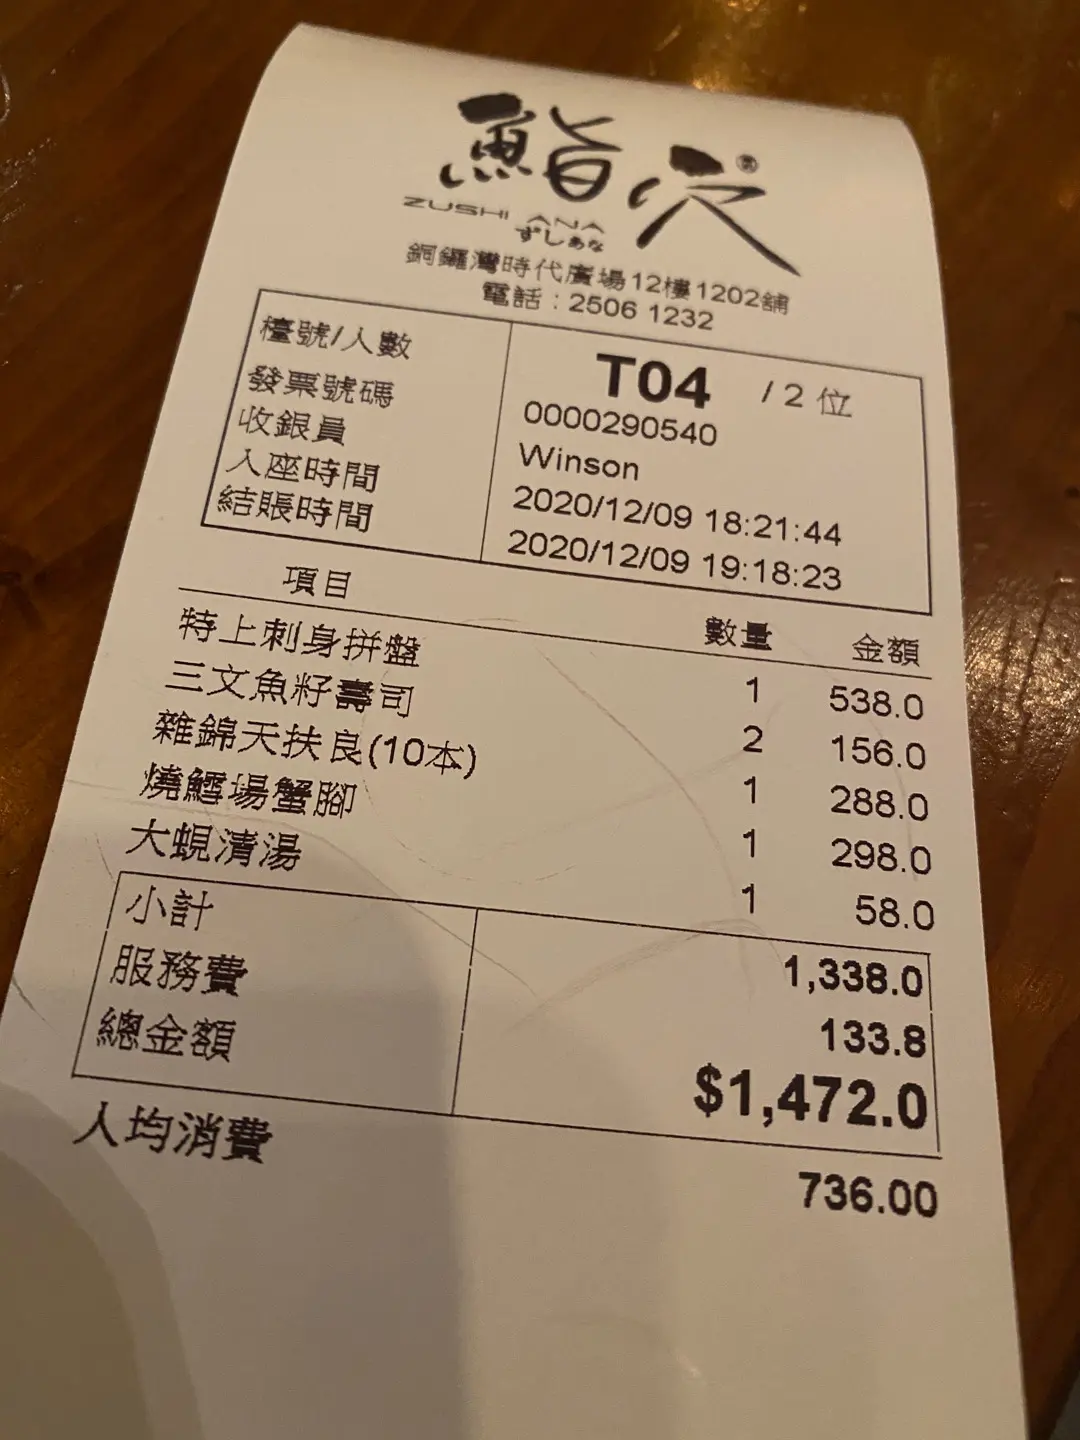 鮨穴®
ZUSHI ANA
ずしあな
銅鑼灣時代廣場12樓1202舖
電話：2506 1232
檯號/人數 T04 / 2 位
發票號碼 0000290540
收銀員 Winson
入座時間 2020/12/09 18:21:44
結賬時間 2020/12/09 19:18:23
項目 數量 金額
特上刺身拼盤 1 538.0
三文魚籽壽司 2 156.0
雜錦天扶良(10本) 1 288.0
燒鱈場蟹腳 1 298.0
大蜆清湯 1 58.0
小計 1,338.0
服務費 133.8
總金額 $1,472.0
人均消費 736.00